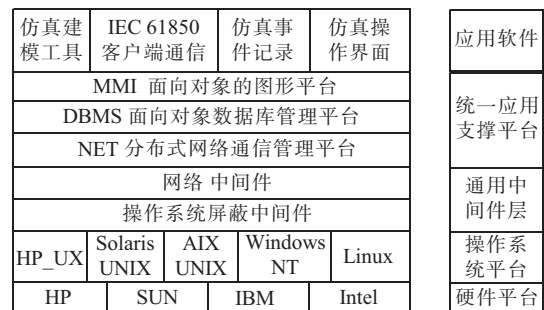 仿真建模工具
IEC 61850 客户端通信
仿真事件记录
仿真操作界面
MMI 面向对象的图形平台
DBMS 面向对象数据库管理平台
NET 分布式网络通信管理平台
网络 中间件
操作系统屏蔽中间件
HP_UX
Solaris UNIX
AIX UNIX
Windows NT
Linux
HP
SUN
IBM
Intel
应用软件
统一应用支撑平台
通用中间件层
操作系统平台
硬件平台